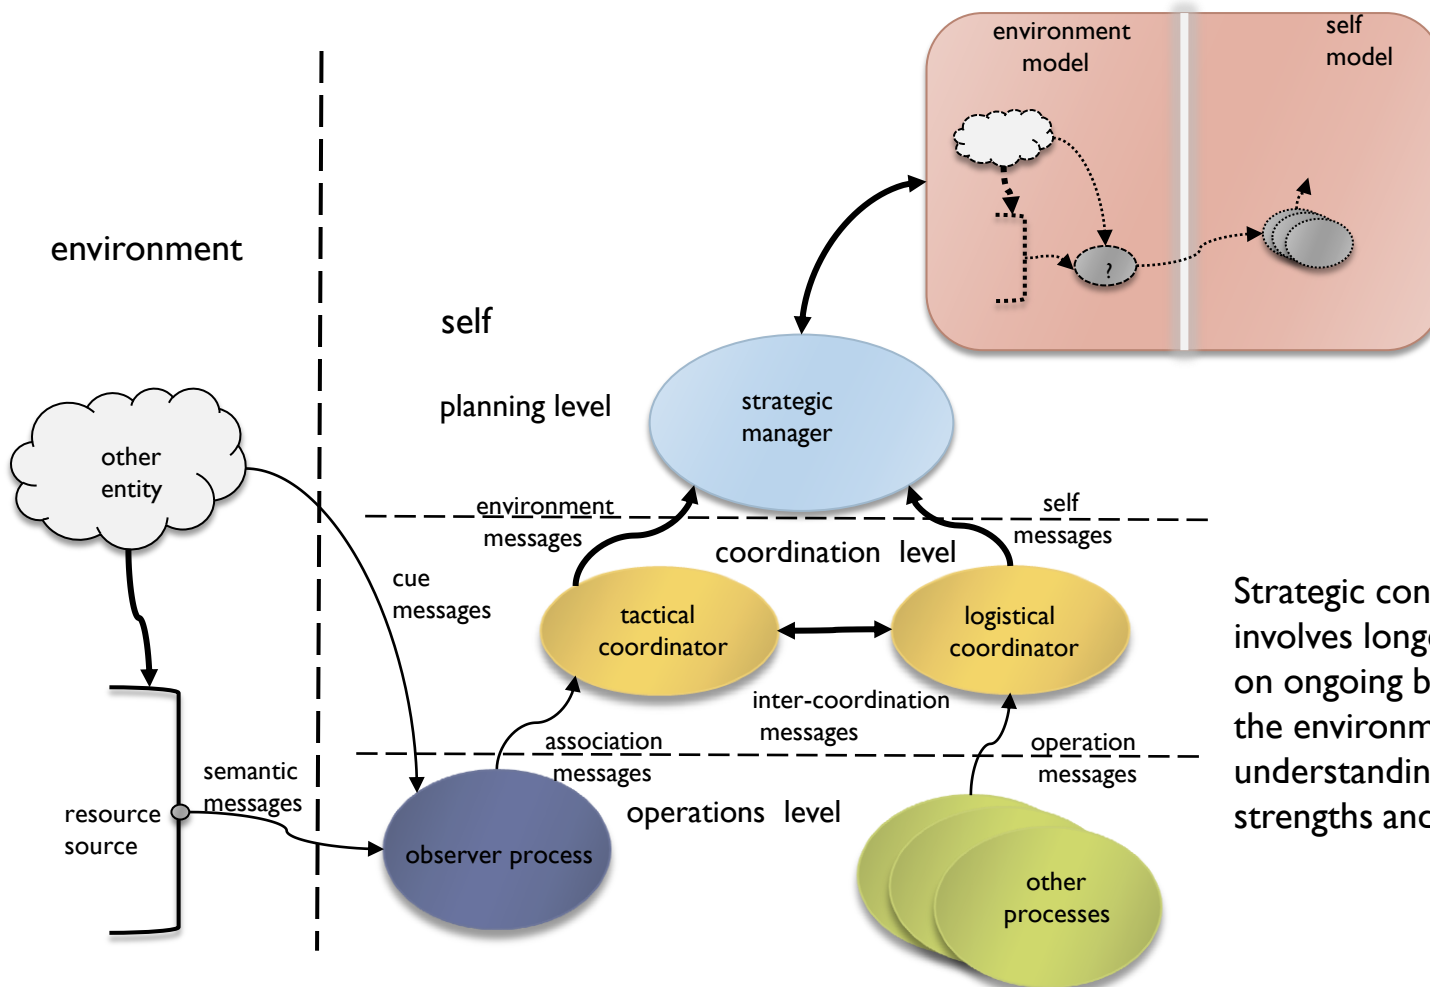 environment
model
self
model
?
environment
self
planning level
strategic
manager
other
entity
environment
messages
self
messages
coordination level
cue
messages
tactical
coordinator
logistical
coordinator
inter-coordination
messages
association
messages
operation
messages
semantic
messages
operations level
resource
source
observer process
other
processes
Strategic con
involves longe
on ongoing b
the environm
understandin
strengths and